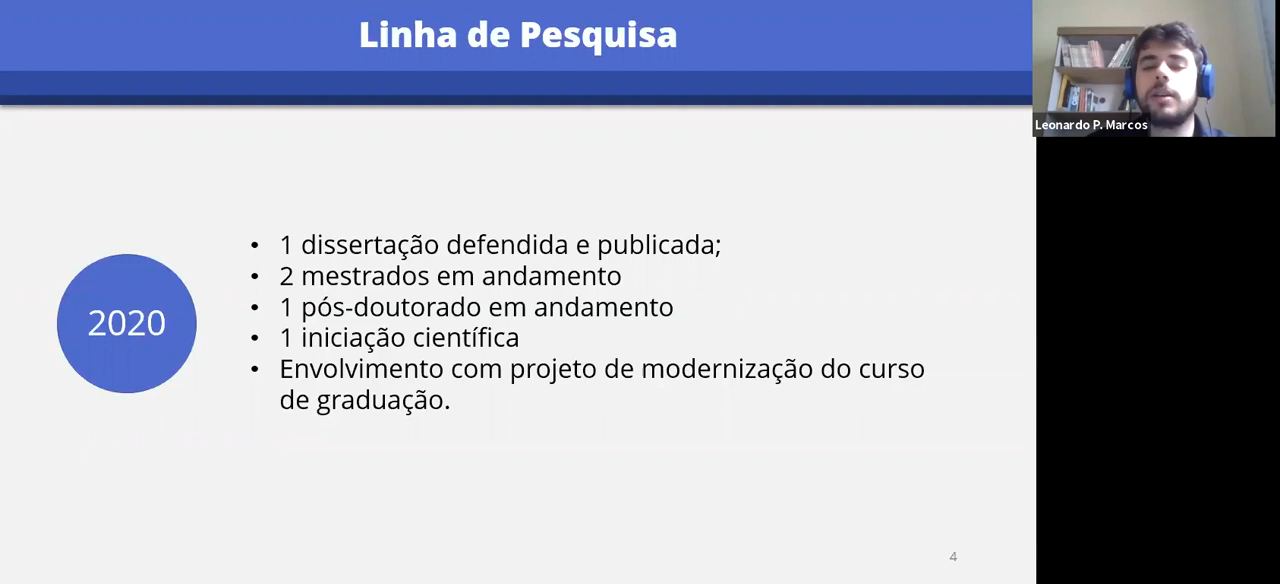 Linha de Pesquisa
Leonardo P. Marcos
2020
• 1 dissertação defendida e publicada;
• 2 mestrados em andamento
• 1 pós-doutorado em andamento
• 1 iniciação científica
• Envolvimento com projeto de modernização do curso
de graduação.
4